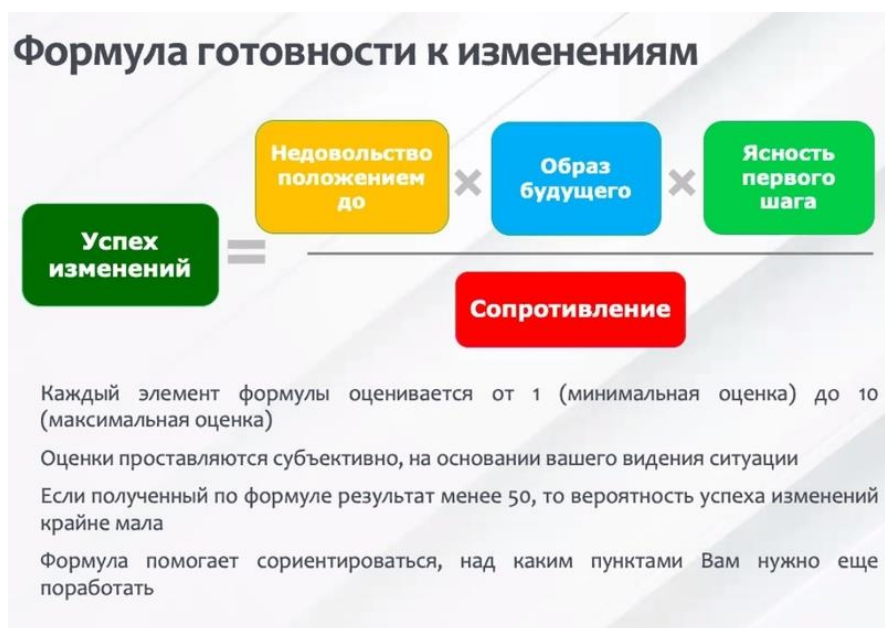 Формула готовности к изменениям
Недовольство
положением
до
×
Образ
будущего
×
Ясность
первого
шага
Успех
изменений
=
Сопротивление
Каждый элемент формулы оценивается от 1 (минимальная оценка) до 10
(максимальная оценка)
Оценки проставляются субъективно, на основании вашего видения ситуации
Если полученный по формуле результат менее 50, то вероятность успеха изменений
крайне мала
Формула помогает сориентироваться, над каким пунктами Вам нужно еще
поработать